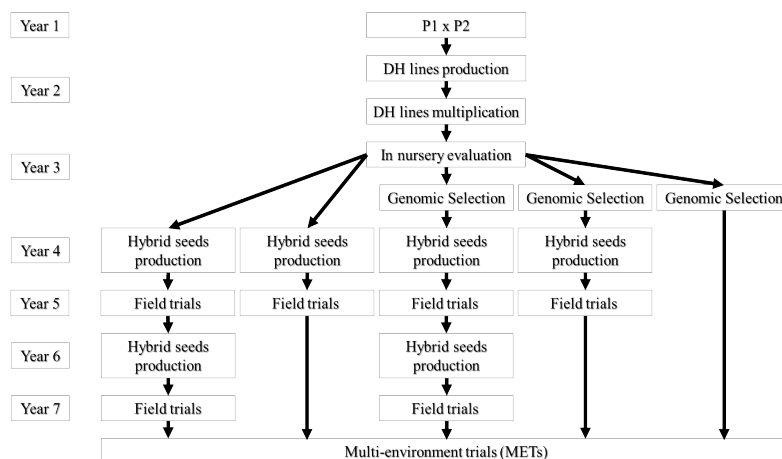 Year 1
P1 x P2
DH lines production
Year 2
DH lines multiplication
Year 3
In nursery evaluation
Genomic Selection
Genomic Selection
Genomic Selection
Year 4
Hybrid seeds
production
Hybrid seeds
production
Hybrid seeds
production
Hybrid seeds
production
Year 5
Field trials
Field trials
Field trials
Field trials
Year 6
Hybrid seeds
production
Hybrid seeds
production
Year 7
Field trials
Field trials
Multi-environment trials (METs)